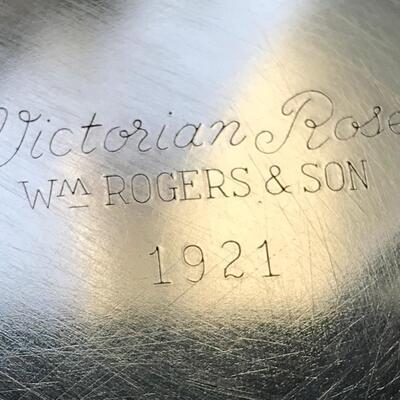 Victorian Rose
WM ROGERS & SON
1921